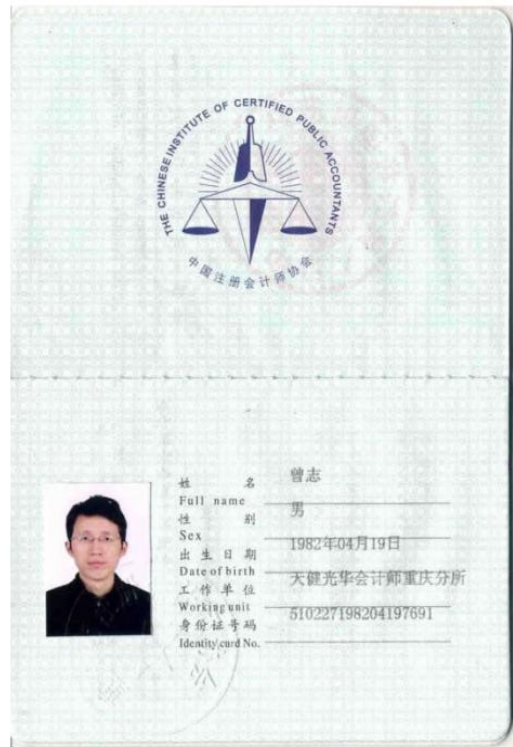 THE CHINESE INSTITUTE OF CERTIFIED PUBLIC ACCOUNTANTS
中国注册会计师协会
姓 名
Full name
曾志
性 别
Sex
男
出生日期
Date of birth
1982年04月19日
工作单位
Working unit
天健光华会计师重庆分所
身份证号码
Identity card No.
510227198204197691